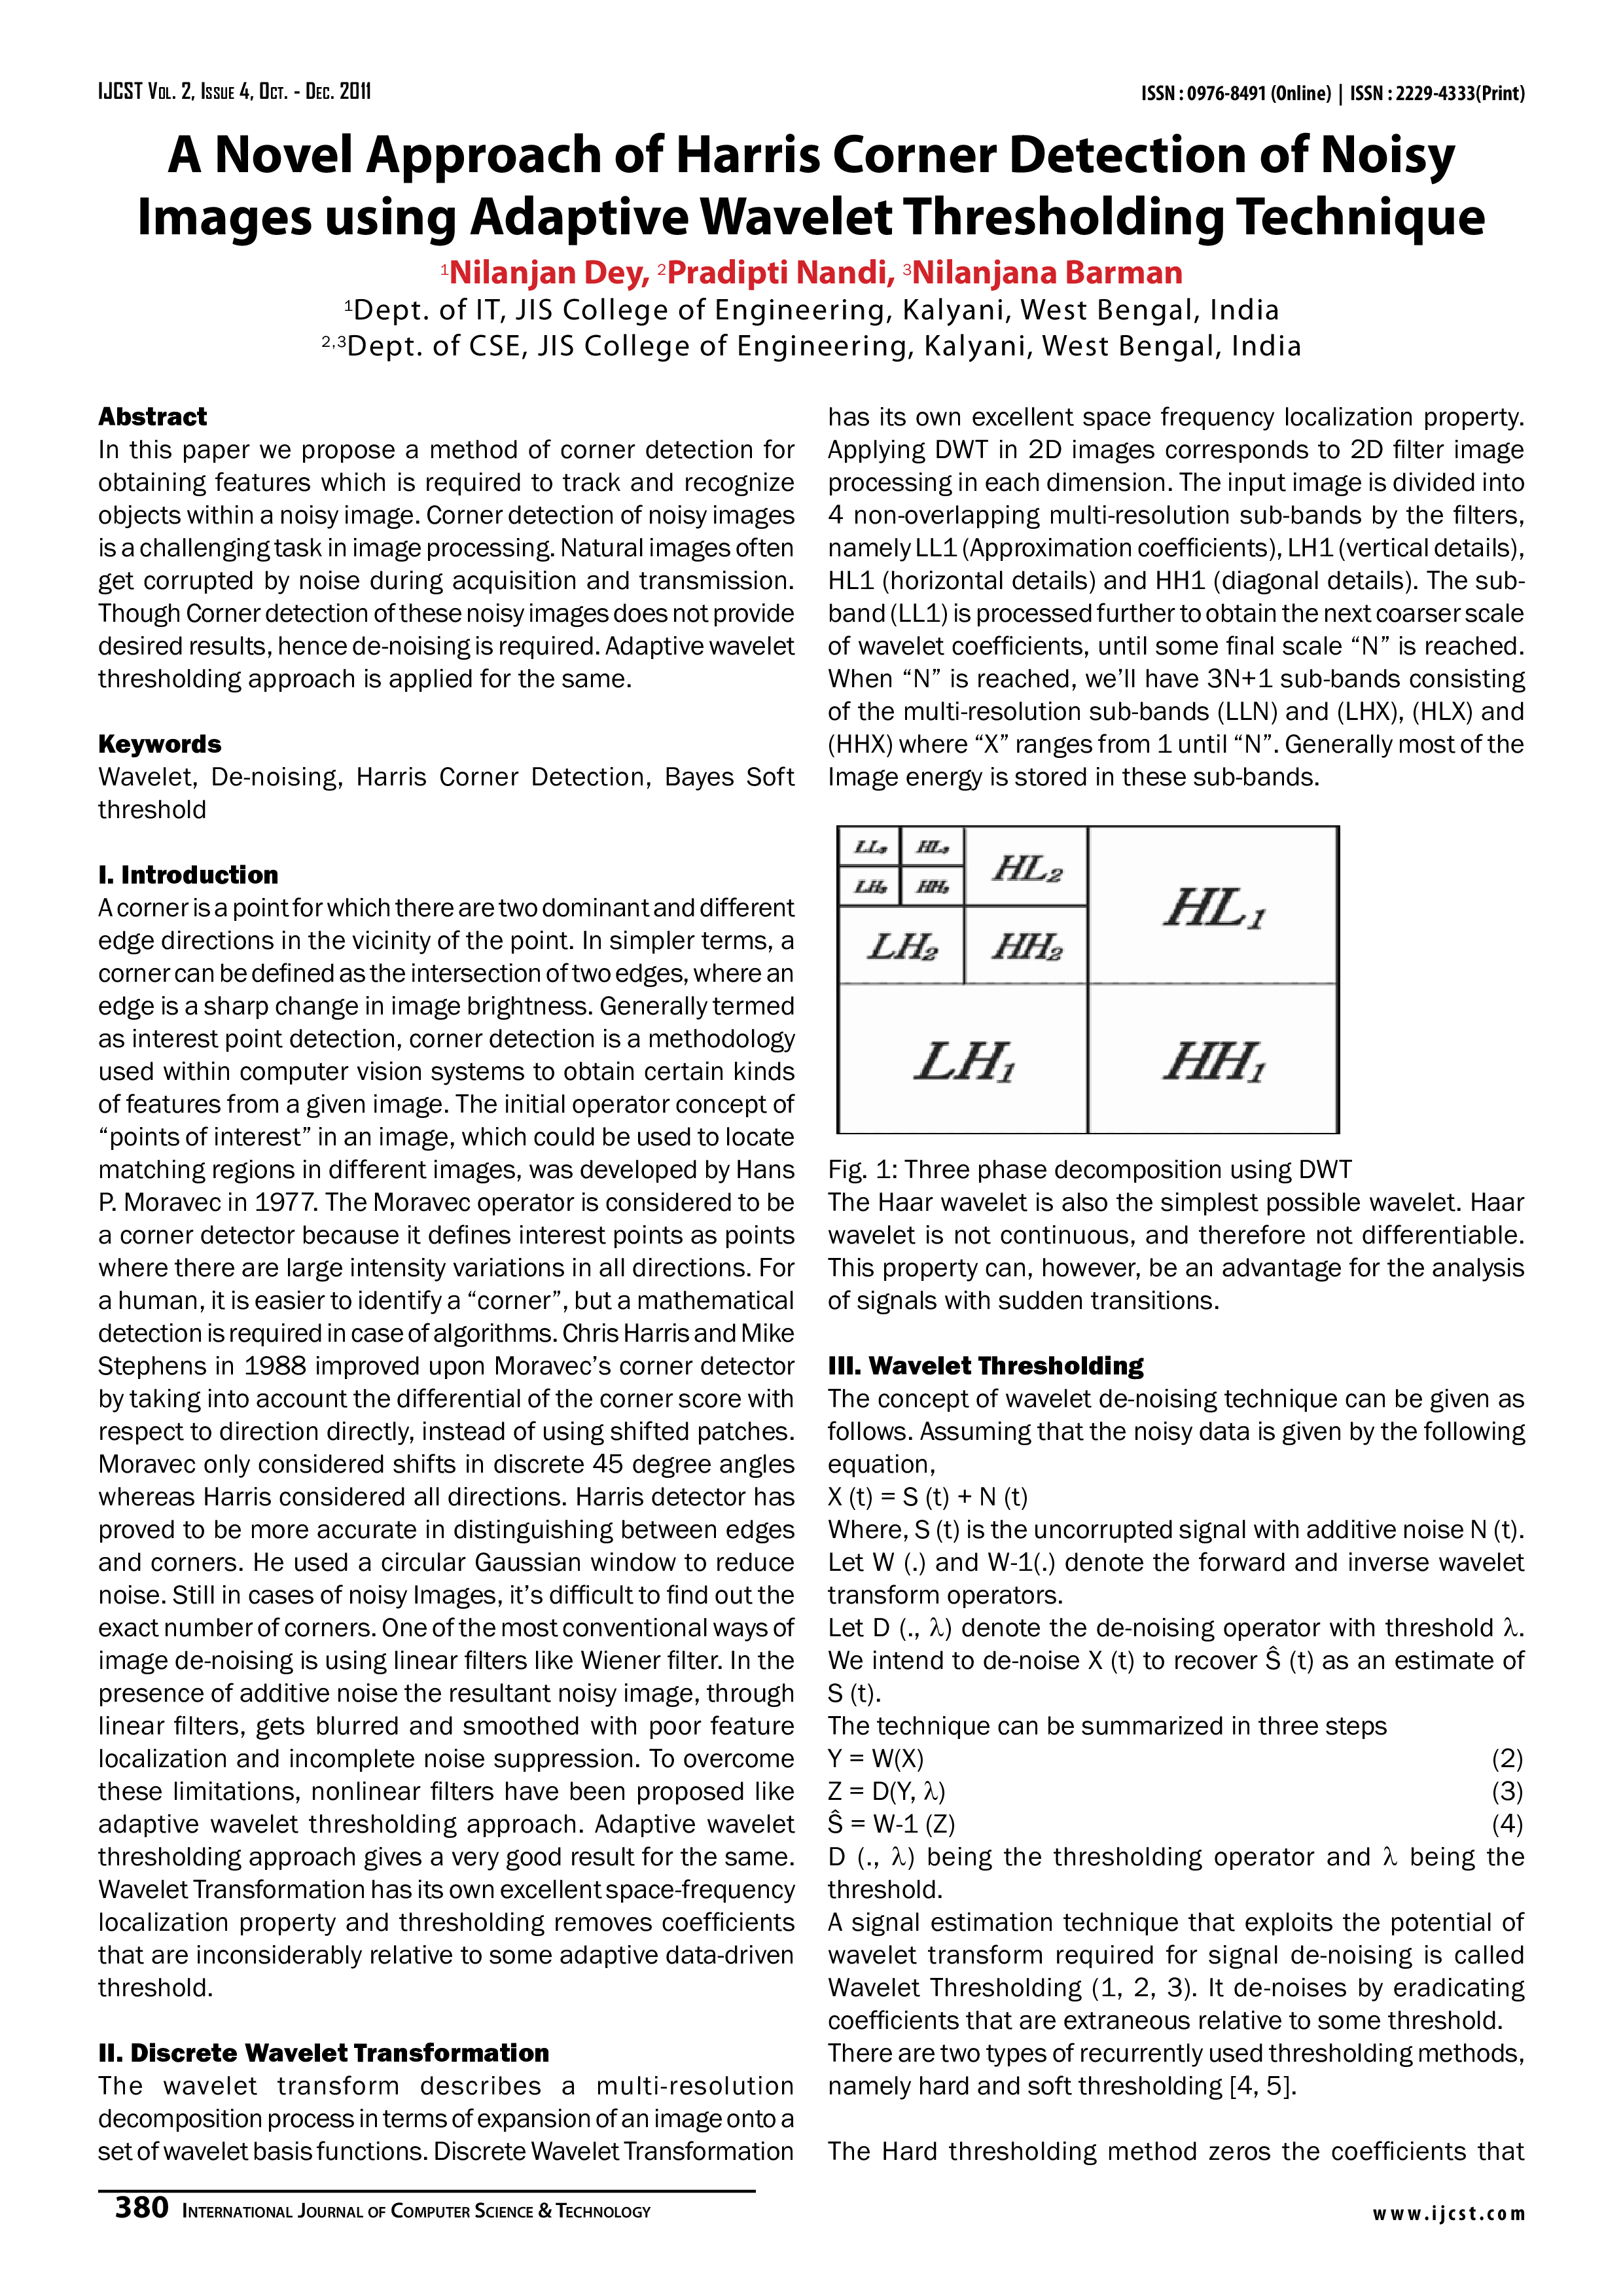 IJCST Vol. 2, Issue 4, Oct. - Dec. 2011
ISSN : 0976-8491 (Online) | ISSN : 2229-4333(Print)
A Novel Approach of Harris Corner Detection of Noisy
Images using Adaptive Wavelet Thresholding Technique
1Nilanjan Dey, 2Pradipti Nandi, 3Nilanjana Barman
1Dept. of IT, JIS College of Engineering, Kalyani, West Bengal, India
2,3Dept. of CSE, JIS College of Engineering, Kalyani, West Bengal, India
Abstract
In this paper we propose a method of corner detection for
obtaining features which is required to track and recognize
objects within a noisy image. Corner detection of noisy images
is a challenging task in image processing. Natural images often
get corrupted by noise during acquisition and transmission.
Though Corner detection of these noisy images does not provide
desired results, hence de-noising is required. Adaptive wavelet
thresholding approach is applied for the same.
Keywords
Wavelet, De-noising, Harris Corner Detection, Bayes Soft
threshold
I. Introduction
A corner is a point for which there are two dominant and different
edge directions in the vicinity of the point. In simpler terms, a
corner can be defined as the intersection of two edges, where an
edge is a sharp change in image brightness. Generally termed
as interest point detection, corner detection is a methodology
used within computer vision systems to obtain certain kinds
of features from a given image. The initial operator concept of
“points of interest” in an image, which could be used to locate
matching regions in different images, was developed by Hans
P. Moravec in 1977. The Moravec operator is considered to be
a corner detector because it defines interest points as points
where there are large intensity variations in all directions. For
a human, it is easier to identify a “corner”, but a mathematical
detection is required in case of algorithms. Chris Harris and Mike
Stephens in 1988 improved upon Moravec’s corner detector
by taking into account the differential of the corner score with
respect to direction directly, instead of using shifted patches.
Moravec only considered shifts in discrete 45 degree angles
whereas Harris considered all directions. Harris detector has
proved to be more accurate in distinguishing between edges
and corners. He used a circular Gaussian window to reduce
noise. Still in cases of noisy Images, it’s difficult to find out the
exact number of corners. One of the most conventional ways of
image de-noising is using linear filters like Wiener filter. In the
presence of additive noise the resultant noisy image, through
linear filters, gets blurred and smoothed with poor feature
localization and incomplete noise suppression. To overcome
these limitations, nonlinear filters have been proposed like
adaptive wavelet thresholding approach. Adaptive wavelet
thresholding approach gives a very good result for the same.
Wavelet Transformation has its own excellent space-frequency
localization property and thresholding removes coefficients
that are inconsiderably relative to some adaptive data-driven
threshold.
II. Discrete Wavelet Transformation
The wavelet transform describes a multi-resolution
decomposition process in terms of expansion of an image onto a
set of wavelet basis functions. Discrete Wavelet Transformation
has its own excellent space frequency localization property.
Applying DWT in 2D images corresponds to 2D filter image
processing in each dimension. The input image is divided into
4 non-overlapping multi-resolution sub-bands by the filters,
namely LL1 (Approximation coefficients), LH1 (vertical details),
HL1 (horizontal details) and HH1 (diagonal details). The sub-
band (LL1) is processed further to obtain the next coarser scale
of wavelet coefficients, until some final scale “N” is reached.
When “N” is reached, we’ll have 3N+1 sub-bands consisting
of the multi-resolution sub-bands (LLN) and (LHX), (HLX) and
(HHX) where “X” ranges from 1 until “N”. Generally most of the
Image energy is stored in these sub-bands.
LL3 HL3
LH3 HH3
HL2
HL1
LH2 HH2
LH1 HH1
Fig. 1: Three phase decomposition using DWT
The Haar wavelet is also the simplest possible wavelet. Haar
wavelet is not continuous, and therefore not differentiable.
This property can, however, be an advantage for the analysis
of signals with sudden transitions.
III. Wavelet Thresholding
The concept of wavelet de-noising technique can be given as
follows. Assuming that the noisy data is given by the following
equation,
X (t) = S (t) + N (t)
Where, S (t) is the uncorrupted signal with additive noise N (t).
Let W (.) and W-1(.) denote the forward and inverse wavelet
transform operators.
Let D (., λ) denote the de-noising operator with threshold λ.
We intend to de-noise X (t) to recover Ŝ (t) as an estimate of
S (t).
The technique can be summarized in three steps
Y = W(X) (2)
Z = D(Y, λ) (3)
Ŝ = W-1 (Z) (4)
D (., λ) being the thresholding operator and λ being the
threshold.
A signal estimation technique that exploits the potential of
wavelet transform required for signal de-noising is called
Wavelet Thresholding (1, 2, 3). It de-noises by eradicating
coefficients that are extraneous relative to some threshold.
There are two types of recurrently used thresholding methods,
namely hard and soft thresholding [4, 5].
The Hard thresholding method zeros the coefficients that
380 International Journal of Computer Science & Technology
www.ijcst.com